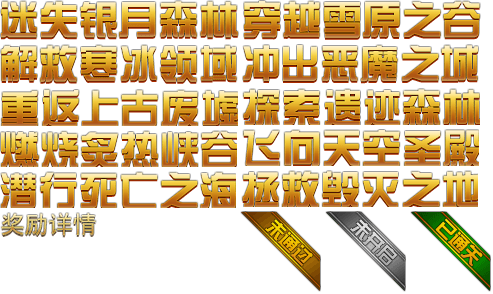 迷失银月森林 穿越雪原之谷
解救寒冰领域 冲出恶魔之城
重返上古废墟 探索遗迹森林
燃烧炙热峡谷 飞向天空圣殿
潜行死亡之海 拯救毁灭之地
奖励详情
未通过
未开启
已通关